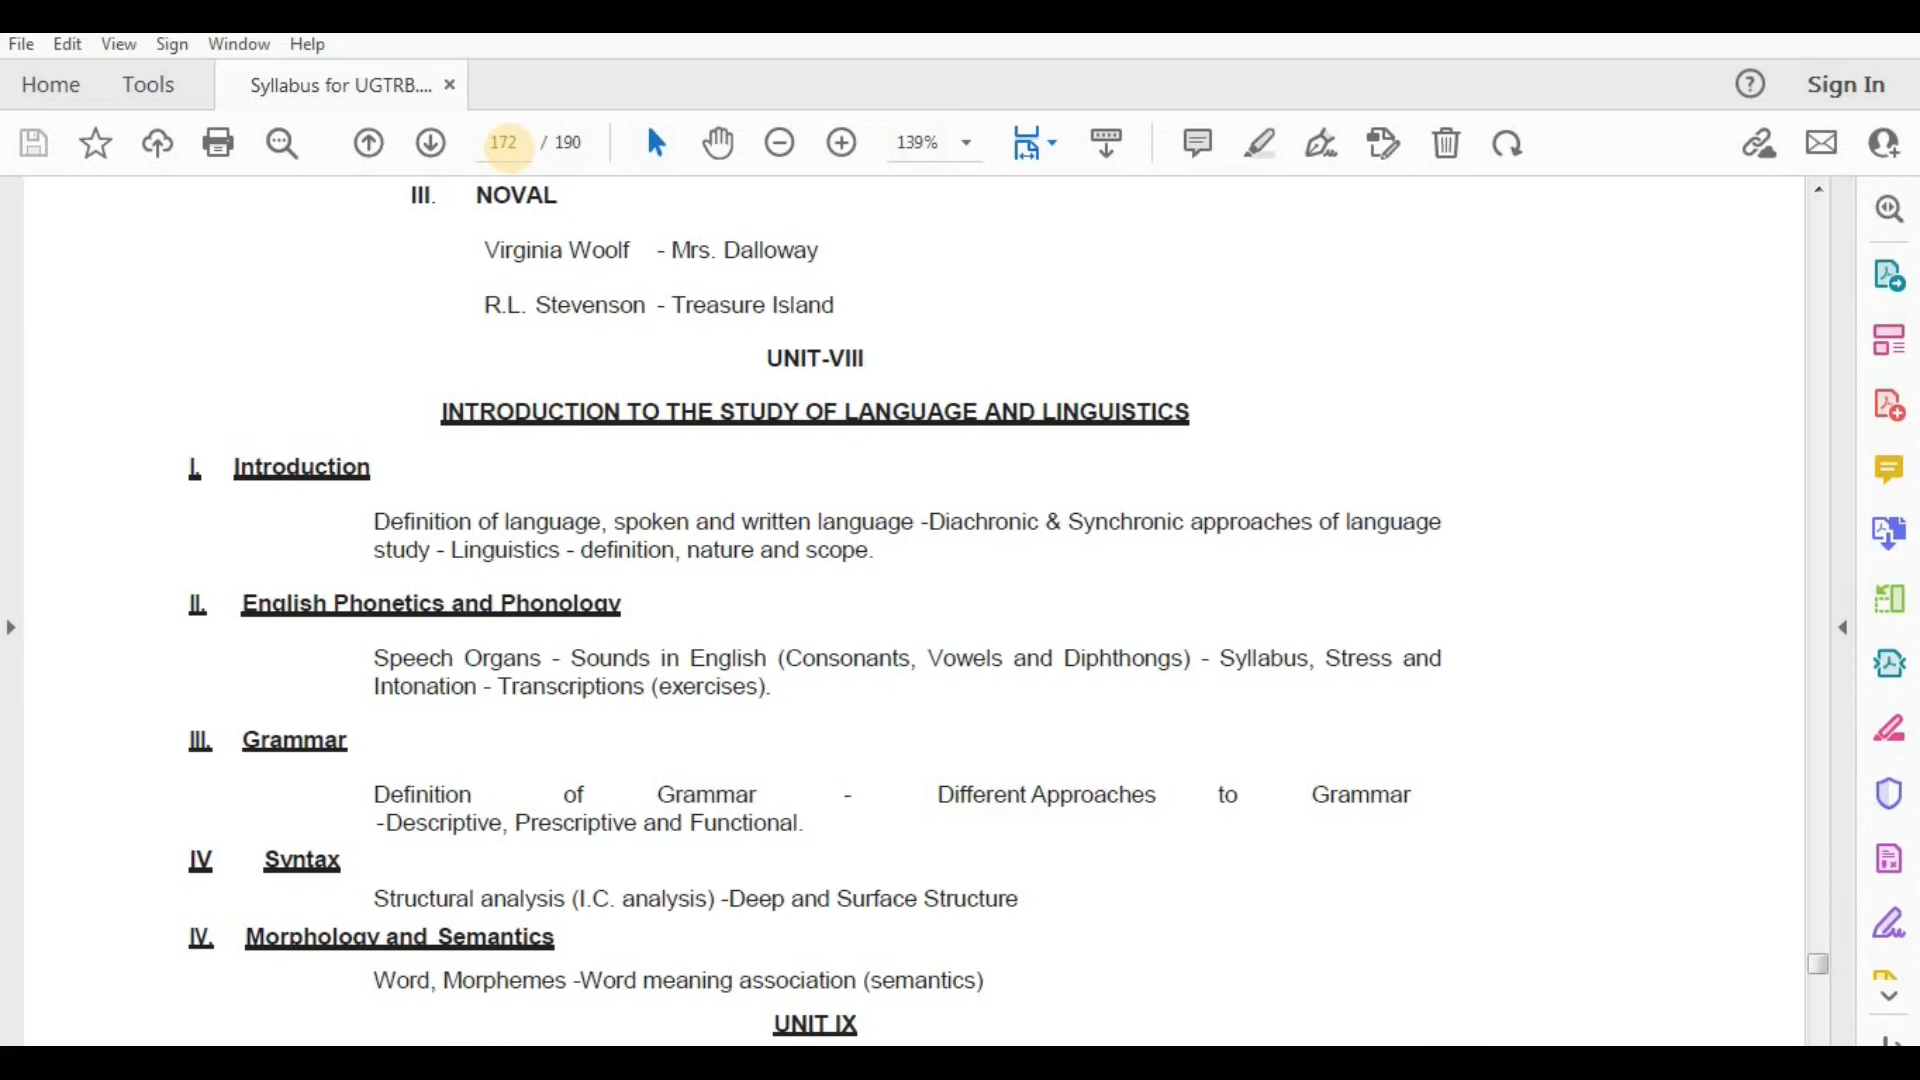 File Edit View Sign Window Help
Home Tools Syllabus for UGTRB.... × ? Sign In
172 / 190 139%
III. NOVAL
Virginia Woolf - Mrs. Dalloway
R.L. Stevenson - Treasure Island
UNIT-VIII
INTRODUCTION TO THE STUDY OF LANGUAGE AND LINGUISTICS
I. Introduction
Definition of language, spoken and written language -Diachronic & Synchronic approaches of language
study - Linguistics - definition, nature and scope.
II. English Phonetics and Phonology
Speech Organs - Sounds in English (Consonants, Vowels and Diphthongs) - Syllabus, Stress and
Intonation - Transcriptions (exercises).
III. Grammar
Definition of Grammar - Different Approaches to Grammar
-Descriptive, Prescriptive and Functional.
IV Syntax
Structural analysis (I.C. analysis) -Deep and Surface Structure
IV. Morphology and Semantics
Word, Morphemes -Word meaning association (semantics)
UNIT IX